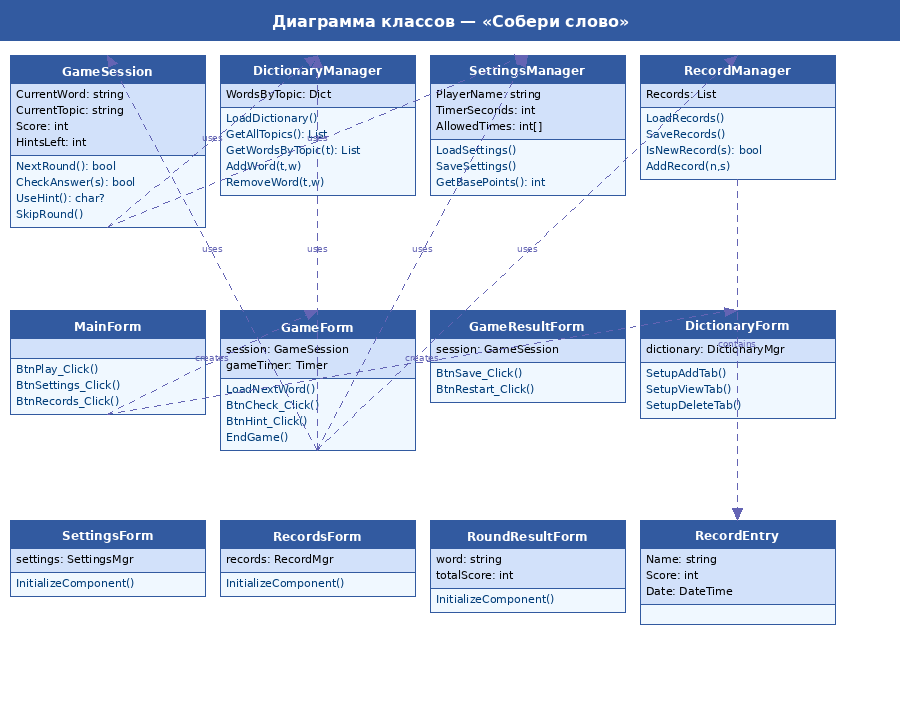 Диаграмма классов — «Собери слово»
GameSession
CurrentWord: string
CurrentTopic: string
Score: int
HintsLeft: int
NextRound(): bool
CheckAnswer(s): bool
UseHint(): char?
SkipRound()
DictionaryManager
WordsByTopic: Dict
LoadDictionary()
GetAllTopics(): List
GetWordsByTopic(t): List
AddWord(t,w)
RemoveWord(t,w)
SettingsManager
PlayerName: string
TimerSeconds: int
AllowedTimes: int[]
LoadSettings()
SaveSettings()
GetBasePoints(): int
RecordManager
Records: List
LoadRecords()
SaveRecords()
IsNewRecord(s): bool
AddRecord(n,s)
uses
uses
uses
uses
uses
uses
MainForm
BtnPlay_Click()
BtnSettings_Click()
BtnRecords_Click()
GameForm
session: GameSession
gameTimer: Timer
LoadNextWord()
BtnCheck_Click()
BtnHint_Click()
EndGame()
GameResultForm
session: GameSession
BtnSave_Click()
BtnRestart_Click()
DictionaryForm
dictionary: DictionaryMgr
SetupAddTab()
SetupViewTab()
SetupDeleteTab()
creates
creates
contains
SettingsForm
settings: SettingsMgr
InitializeComponent()
RecordsForm
records: RecordMgr
InitializeComponent()
RoundResultForm
word: string
totalScore: int
InitializeComponent()
RecordEntry
Name: string
Score: int
Date: DateTime